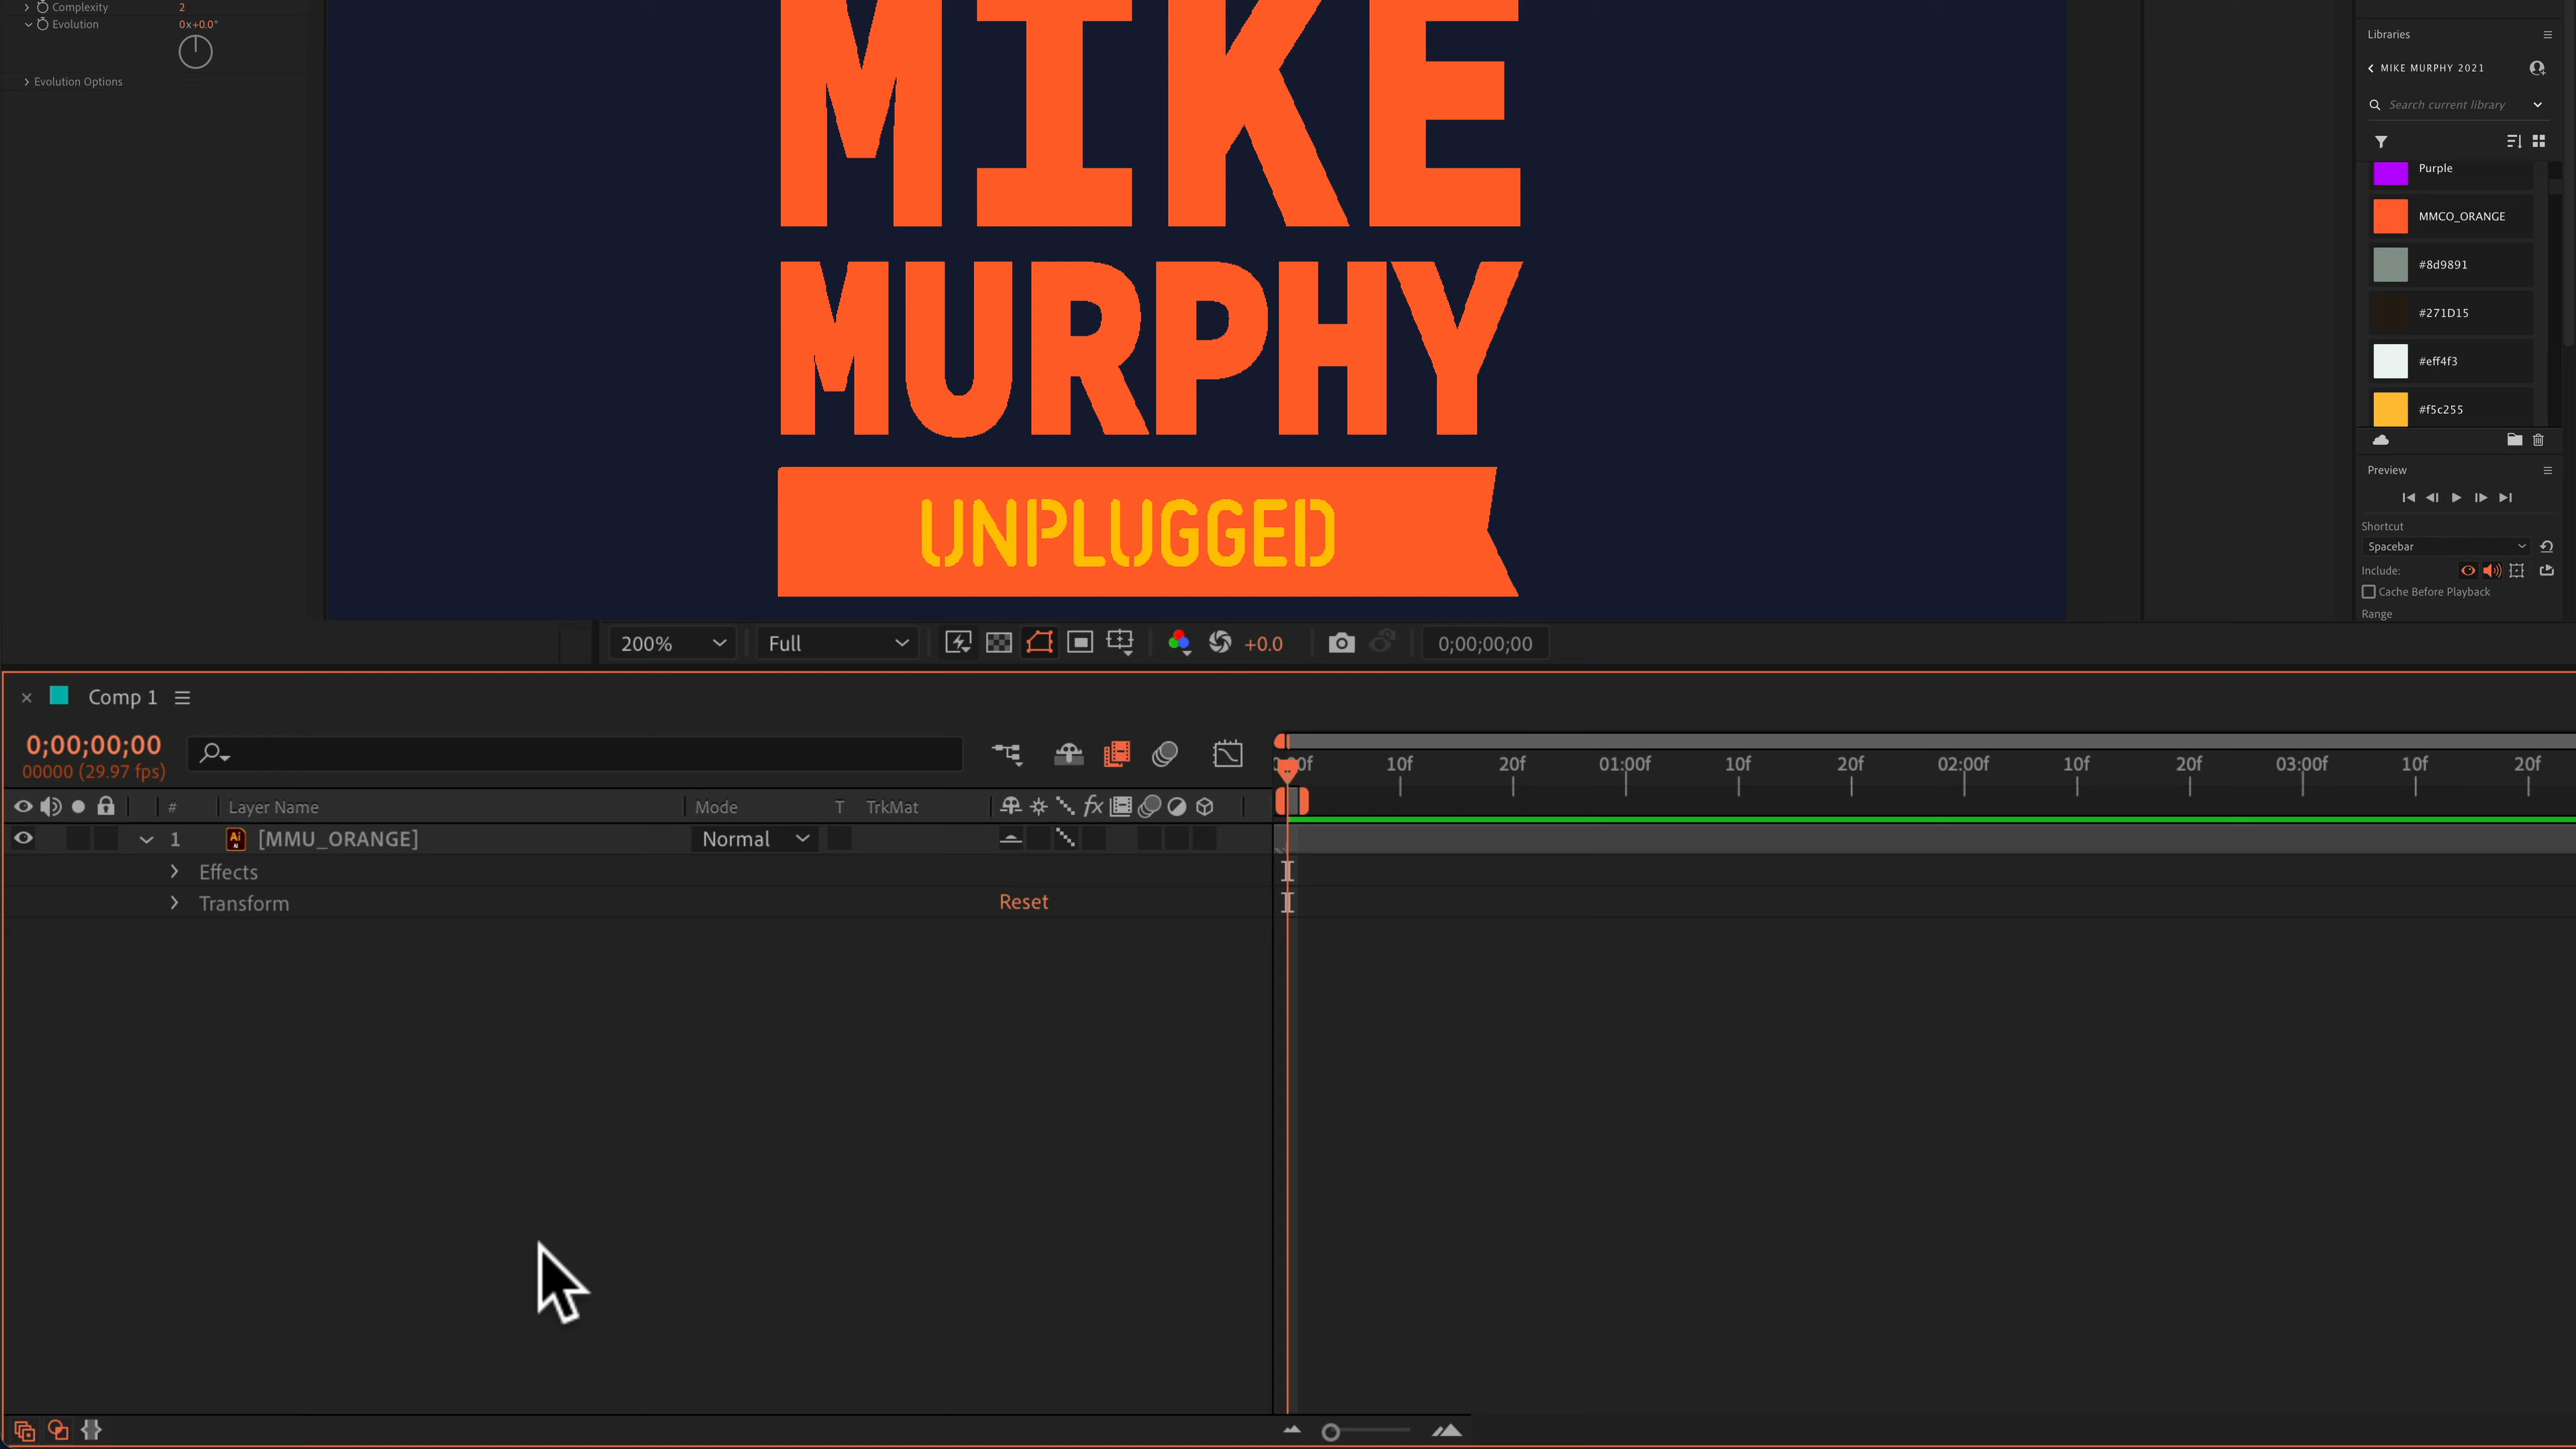 Complexity 2
Evolution 0x+0.0°
Evolution Options
MIKE
MURPHY
UNPLUGGED
Libraries
MIKE MURPHY 2021
Search current library
Purple
MMCO_ORANGE
#8d9891
#271D15
#eff4f3
#f5c255
Preview
Shortcut
Spacebar
Include:
Cache Before Playback
Range
200% Full +0.0 0;00;00;00
Comp 1
0;00;00;00
00000 (29.97 fps)
10f 20f 01:00f 10f 20f 02:00f 10f 20f 03:00f 10f 20f
# Layer Name Mode T TrkMat fx
1 Ai [MMU_ORANGE] Normal
Effects
Transform Reset